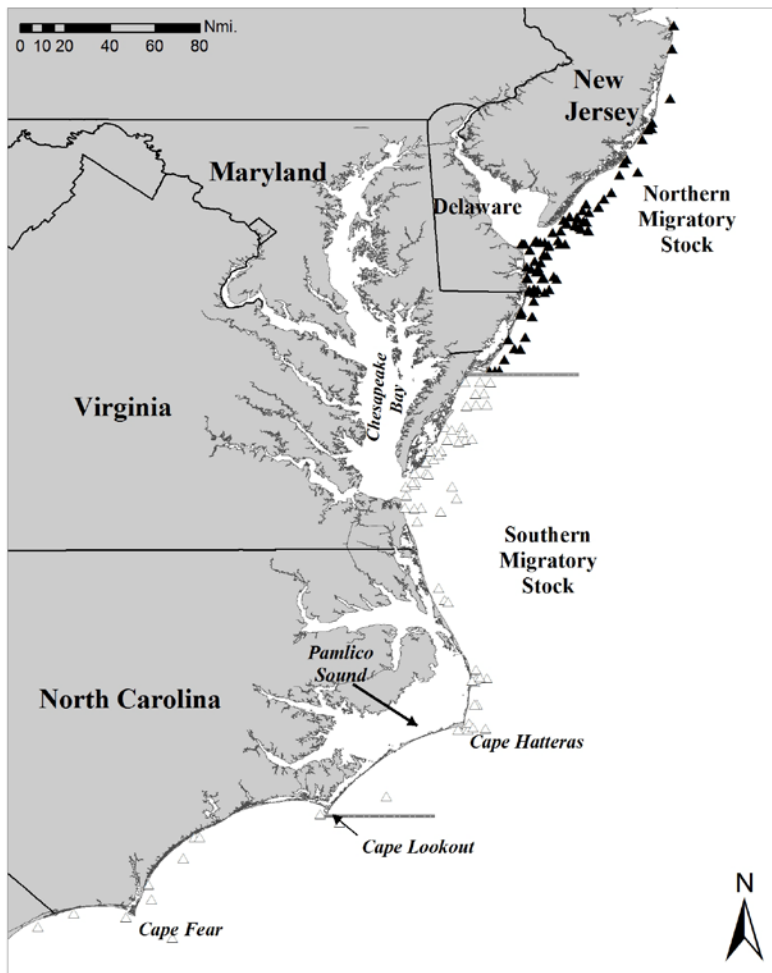 Nmi.
0 10 20 40 60 80
New
Jersey
Maryland
Northern
Migratory
Stock
Delaware
Chesapeake
Bay
Virginia
Southern
Migratory
Stock
Pamlico
Sound
North Carolina
Cape Hatteras
Cape Lookout
Cape Fear
N